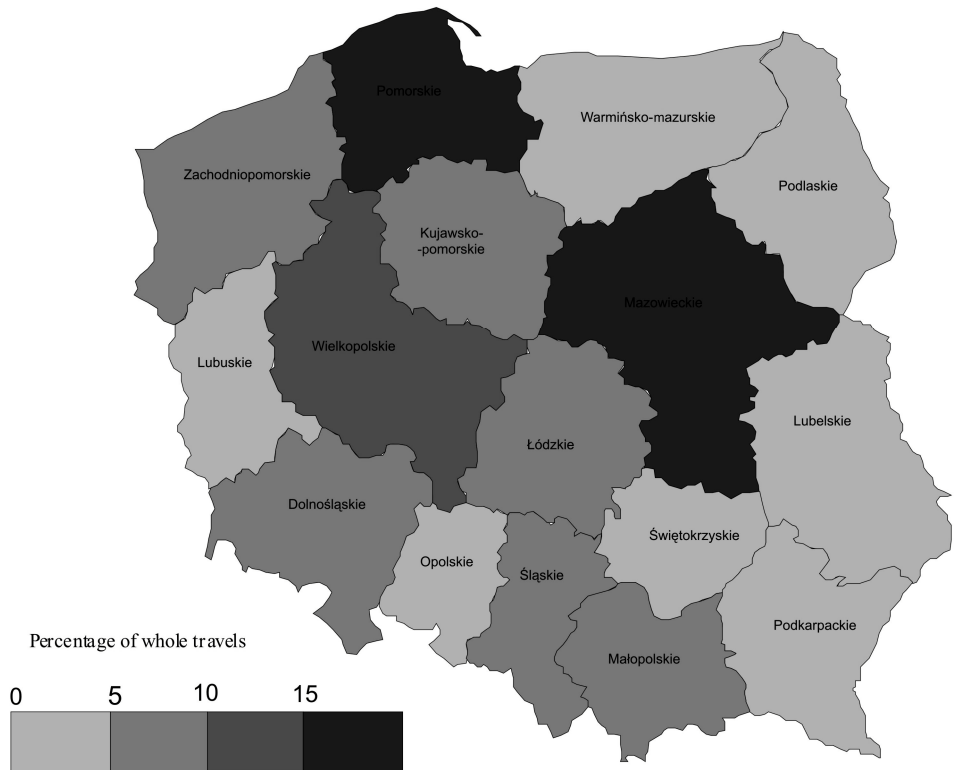 Pomorskie
Warmińsko-mazurskie
Zachodniopomorskie
Podlaskie
Kujawsko-
-pomorskie
Mazowieckie
Wielkopolskie
Lubuskie
Lubelskie
Łódzkie
Dolnośląskie
Świętokrzyskie
Opolskie
Śląskie
Podkarpackie
Małopolskie
Percentage of whole travels
0 5 10 15